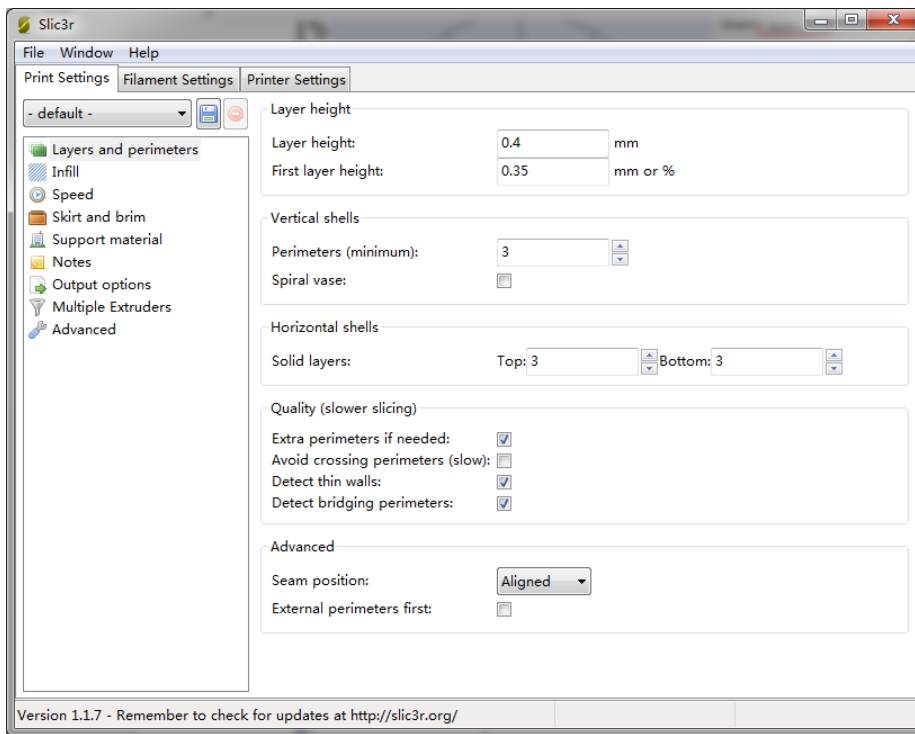 Slic3r
File Window Help
Print Settings Filament Settings Printer Settings
- default -
Layers and perimeters
Infill
Speed
Skirt and brim
Support material
Notes
Output options
Multiple Extruders
Advanced
Layer height
Layer height: 0.4 mm
First layer height: 0.35 mm or %
Vertical shells
Perimeters (minimum): 3
Spiral vase:
Horizontal shells
Solid layers: Top: 3 Bottom: 3
Quality (slower slicing)
Extra perimeters if needed:
Avoid crossing perimeters (slow):
Detect thin walls:
Detect bridging perimeters:
Advanced
Seam position: Aligned
External perimeters first:
Version 1.1.7 - Remember to check for updates at http://slic3r.org/